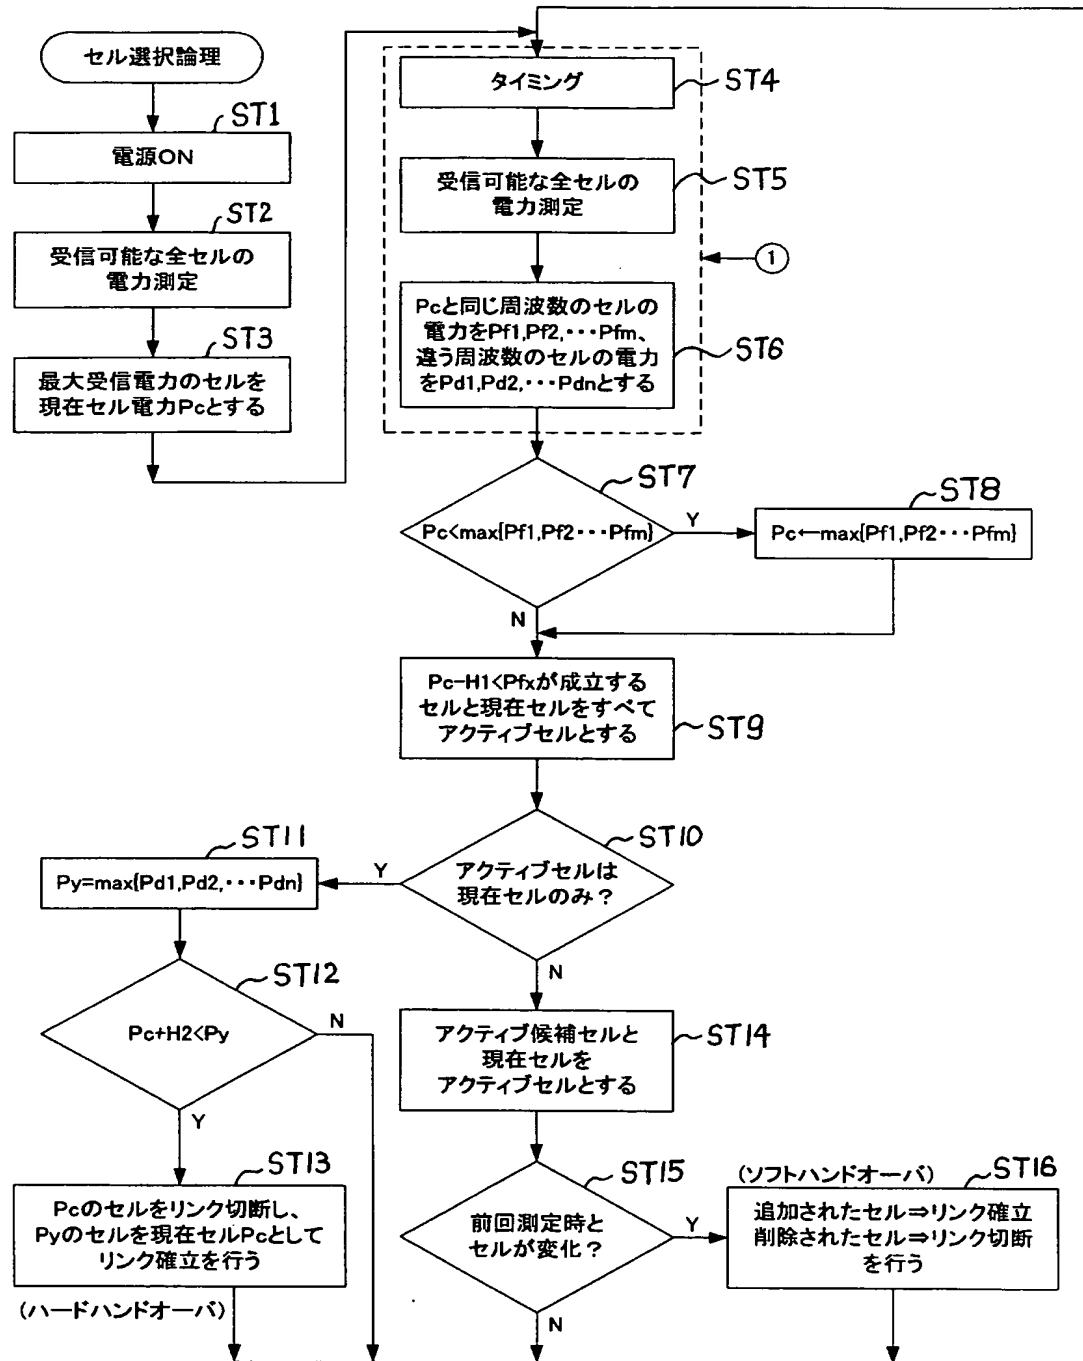 セル選択論理
ST1
電源ON
ST2
受信可能な全セルの
電力測定
ST3
最大受信電力のセルを
現在セル電力Pcとする
タイミング
ST4
受信可能な全セルの
電力測定
ST5
1
Pcと同じ周波数のセルの
電力をPf1,Pf2,・・・Pfm、
違う周波数のセルの電力
をPd1,Pd2,・・・Pdnとする
ST6
ST7
Pc<max{Pf1,Pf2・・・Pfm}
Y
N
ST8
Pc←max{Pf1,Pf2・・・Pfm}
Pc-H1<Pfxが成立する
セルと現在セルをすべて
アクティブセルとする
ST9
ST10
アクティブセルは
現在セルのみ？
Y
N
ST11
Py=max{Pd1,Pd2,・・・Pdn}
ST12
Pc+H2<Py
N
Y
ST13
Pcのセルをリンク切断し、
Pyのセルを現在セルPcとして
リンク確立を行う
(ハードハンドオーバ)
アクティブ候補セルと
現在セルを
アクティブセルとする
ST14
ST15
前回測定時と
セルが変化？
Y
N
(ソフトハンドオーバ)
ST16
追加されたセル⇒リンク確立
削除されたセル⇒リンク切断
を行う